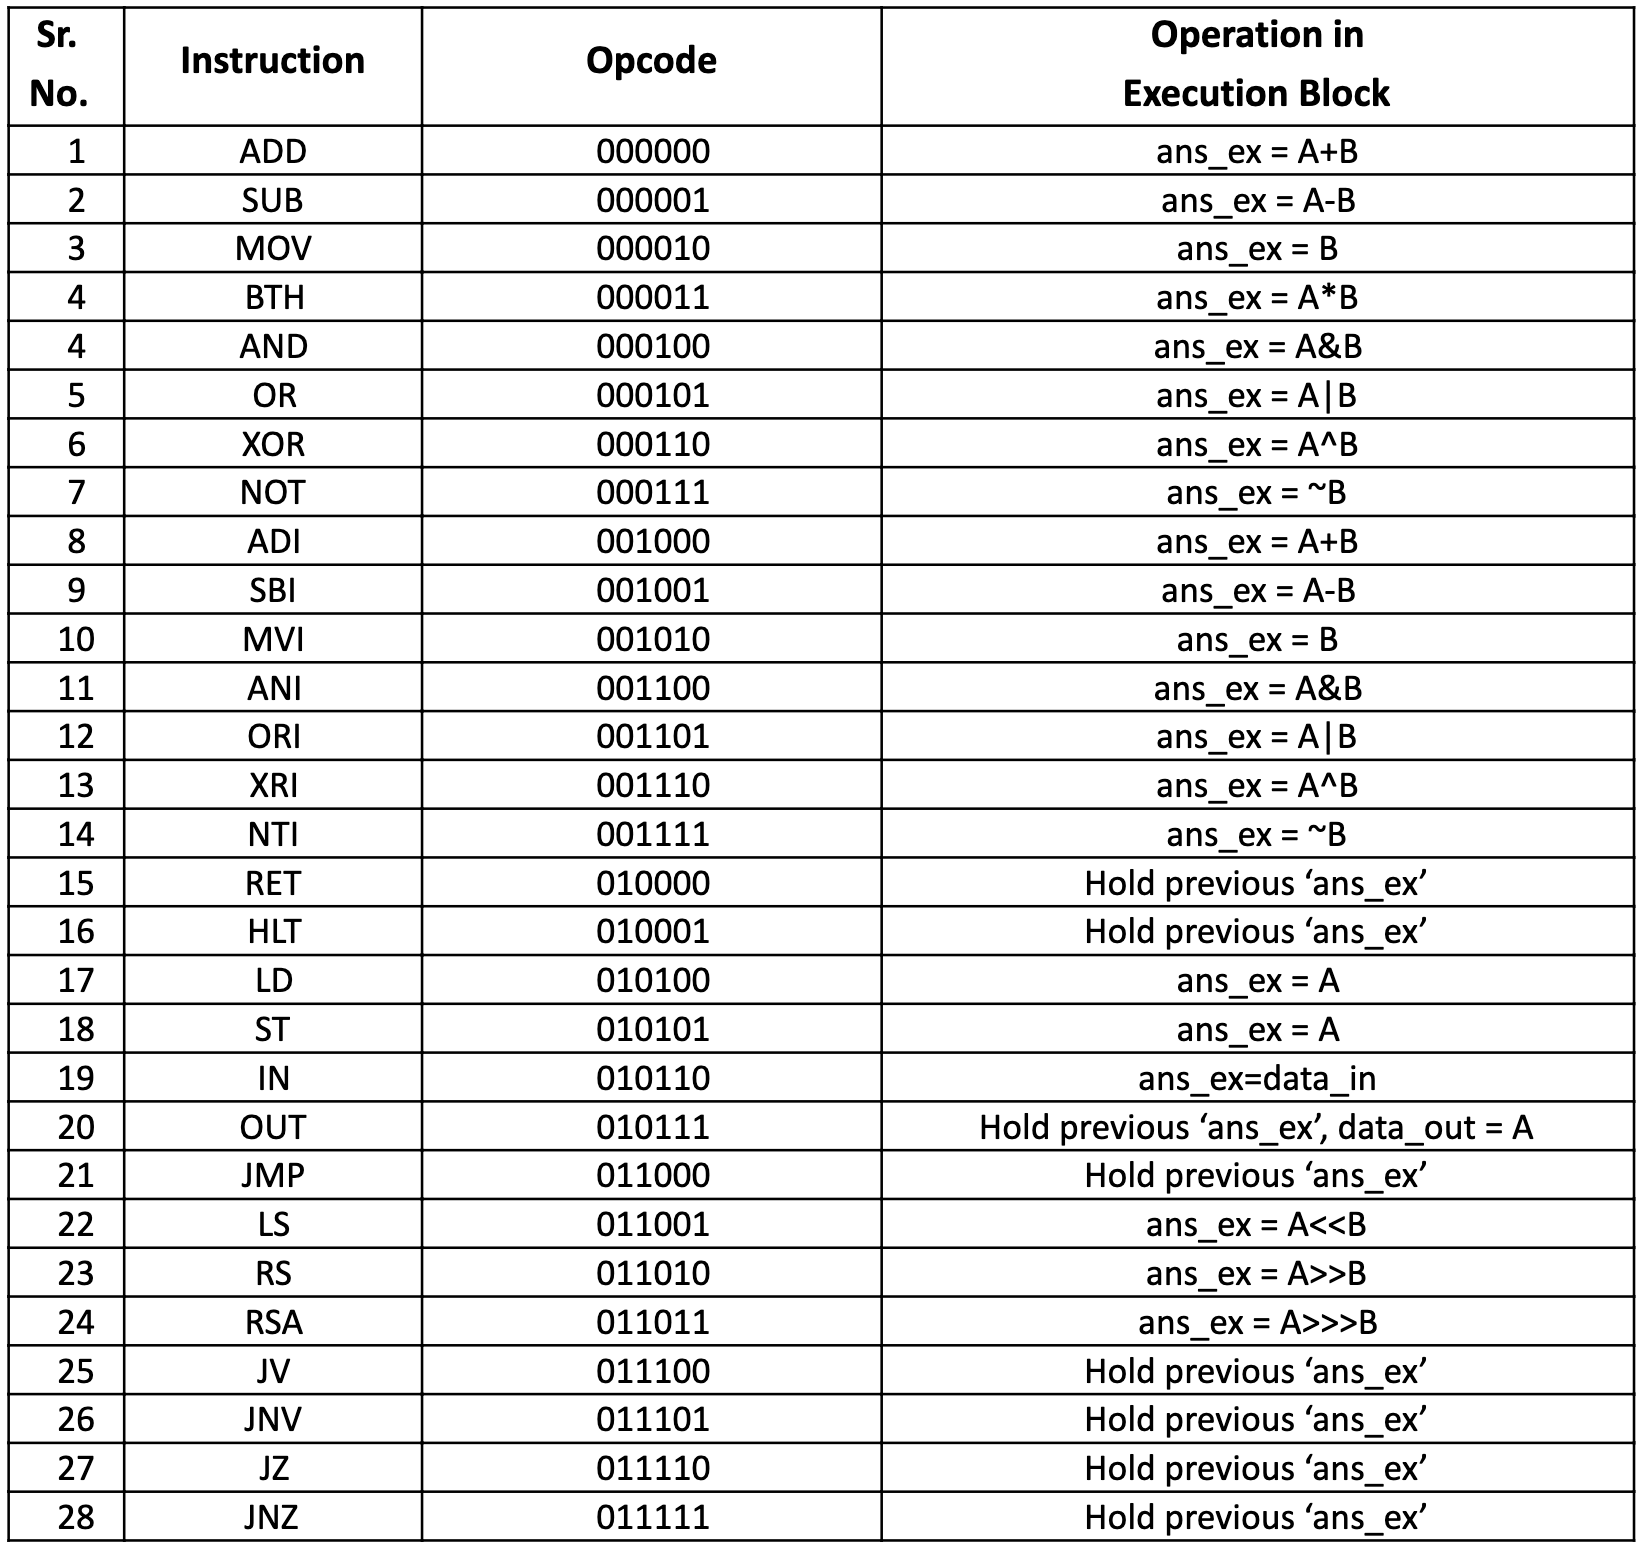 Sr. No. Instruction Opcode Operation in Execution Block
1 ADD 000000 ans_ex = A+B
2 SUB 000001 ans_ex = A-B
3 MOV 000010 ans_ex = B
4 BTH 000011 ans_ex = A*B
4 AND 000100 ans_ex = A&B
5 OR 000101 ans_ex = A|B
6 XOR 000110 ans_ex = A^B
7 NOT 000111 ans_ex = ~B
8 ADI 001000 ans_ex = A+B
9 SBI 001001 ans_ex = A-B
10 MVI 001010 ans_ex = B
11 ANI 001100 ans_ex = A&B
12 ORI 001101 ans_ex = A|B
13 XRI 001110 ans_ex = A^B
14 NTI 001111 ans_ex = ~B
15 RET 010000 Hold previous ‘ans_ex’
16 HLT 010001 Hold previous ‘ans_ex’
17 LD 010100 ans_ex = A
18 ST 010101 ans_ex = A
19 IN 010110 ans_ex=data_in
20 OUT 010111 Hold previous ‘ans_ex’, data_out = A
21 JMP 011000 Hold previous ‘ans_ex’
22 LS 011001 ans_ex = A<<B
23 RS 011010 ans_ex = A>>B
24 RSA 011011 ans_ex = A>>>B
25 JV 011100 Hold previous ‘ans_ex’
26 JNV 011101 Hold previous ‘ans_ex’
27 JZ 011110 Hold previous ‘ans_ex’
28 JNZ 011111 Hold previous ‘ans_ex’